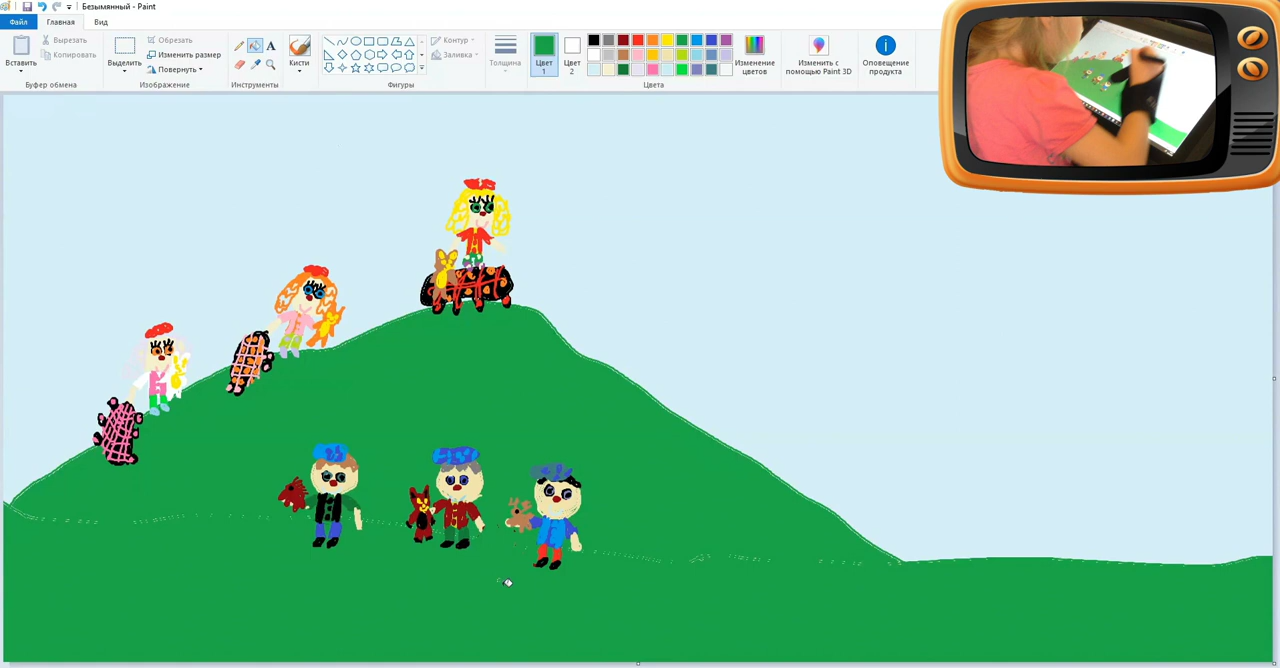 Безымянный - Paint
Файл Главная Вид
Вставить
Вырезать
Копировать
Буфер обмена
Выделить
Обрезать
Изменить размер
Повернуть
Изображение
A
Инструменты
Кисти
Контур
Заливка
Фигуры
Толщина
Цвет 1
Цвет 2
Изменение цветов
Цвета
Изменить с помощью Paint 3D
Оповещение продукта